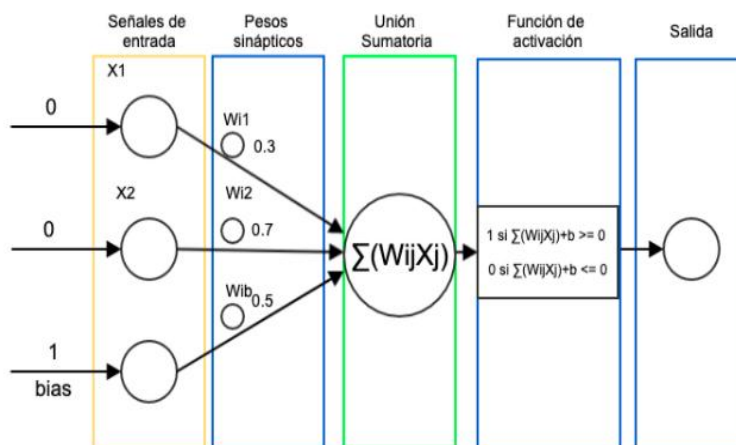 Señales de
entrada
Pesos
sinápticos
Unión
Sumatoria
Función de
activación
Salida
X1
0
Wi1
0.3
X2
0
Wi2
0.7
∑(WijXj)
1 si ∑(WijXj)+b >= 0
0 si ∑(WijXj)+b <= 0
Wib
0.5
1
bias